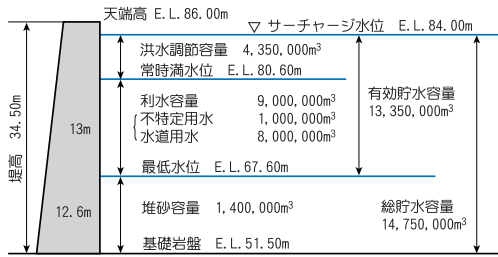 天端高 E.L.86.00m
▽ サーチャージ水位 E.L.84.00m
洪水調節容量 4,350,000m³
常時満水位 E.L.80.60m
利水容量 9,000,000m³
不特定用水 1,000,000m³
水道用水 8,000,000m³
有効貯水容量
13,350,000m³
堤高 34.50m
13m
最低水位 E.L.67.60m
12.6m
堆砂容量 1,400,000m³
総貯水容量
14,750,000m³
基礎岩盤 E.L.51.50m